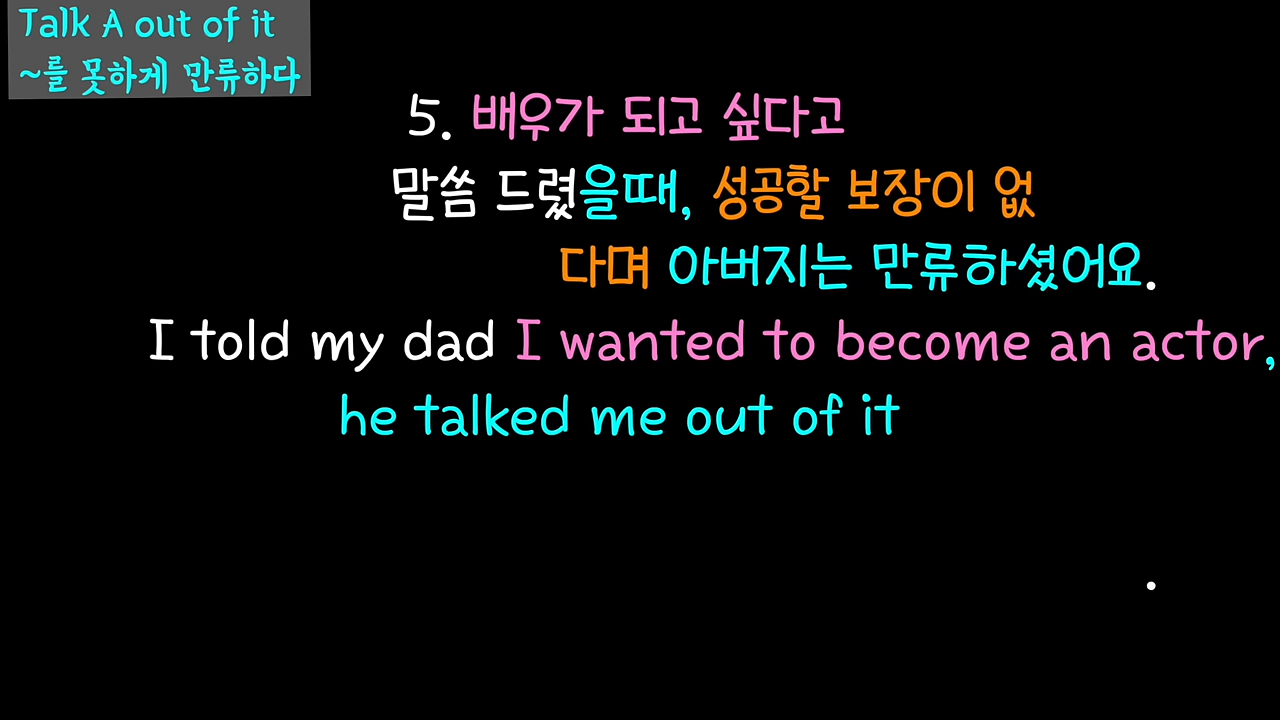 Talk A out of it
~를 못하게 만류하다
5. 배우가 되고 싶다고
말씀 드렸을때, 성공할 보장이 없
다며 아버지는 만류하셨어요.
I told my dad I wanted to become an actor,
he talked me out of it
.